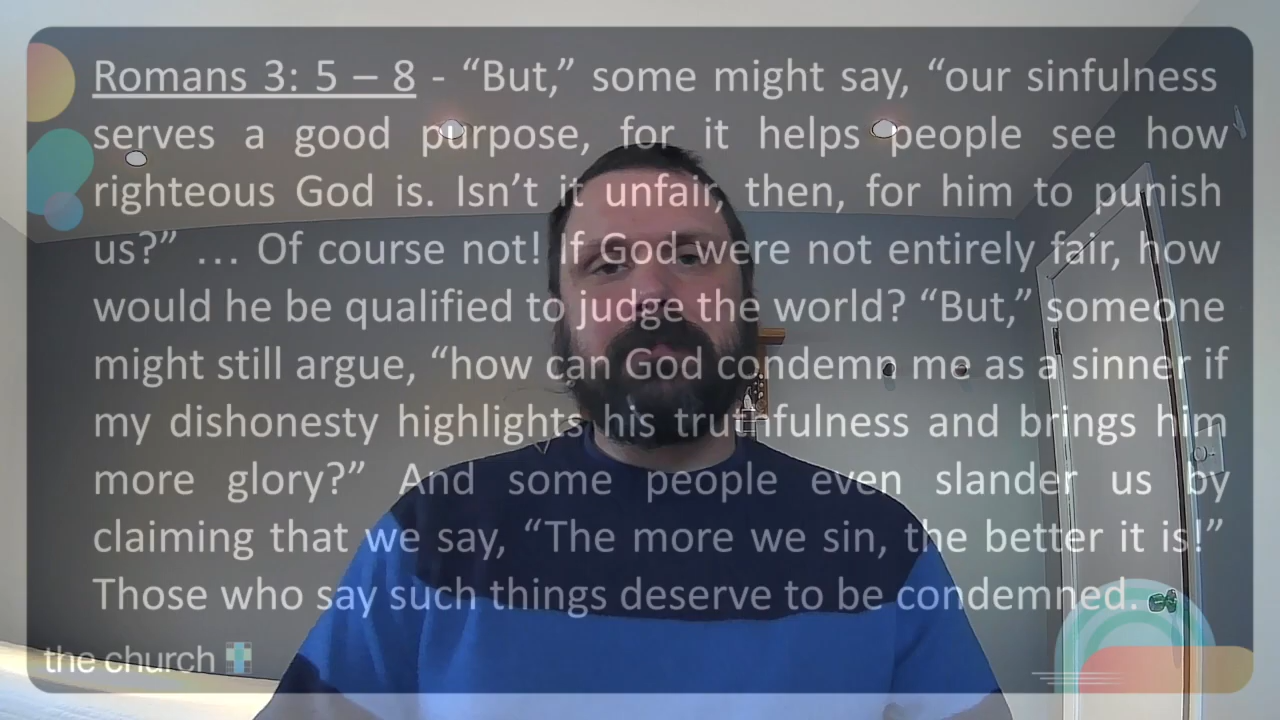 Romans 3: 5 – 8 - “But,” some might say, “our sinfulness
serves a good purpose, for it helps people see how
righteous God is. Isn’t it unfair, then, for him to punish
us?” … Of course not! If God were not entirely fair, how
would he be qualified to judge the world? “But,” someone
might still argue, “how can God condemn me as a sinner if
my dishonesty highlights his truthfulness and brings him
more glory?” And some people even slander us by
claiming that we say, “The more we sin, the better it is!”
Those who say such things deserve to be condemned.
the church